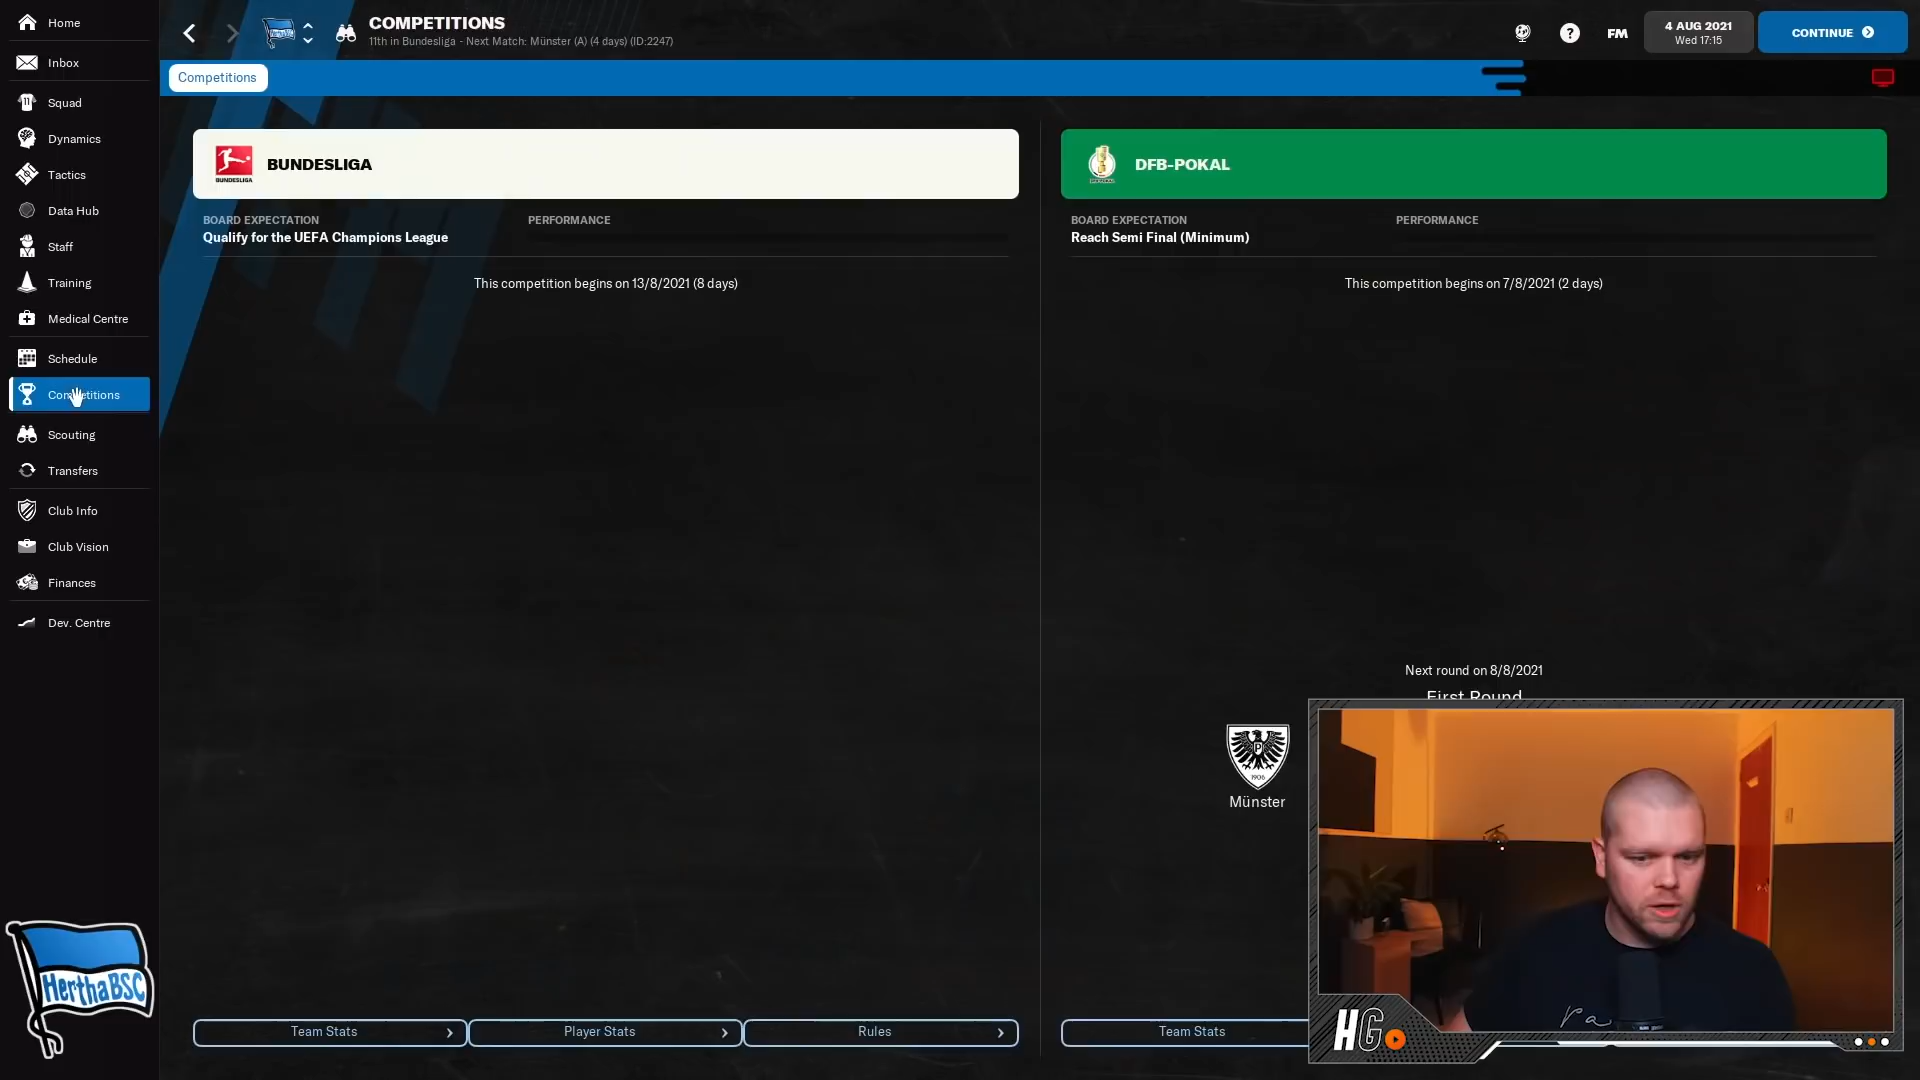 Home
Inbox
Squad
Dynamics
Tactics
Data Hub
Staff
Training
Medical Centre
Schedule
Competitions
Scouting
Transfers
Club Info
Club Vision
Finances
Dev. Centre
Hertha BSC
COMPETITIONS
11th in Bundesliga - Next Match: Münster (A) (4 days) (ID:2247)
FM
4 AUG 2021
Wed 17:15
CONTINUE
Competitions
BUNDESLIGA
BUNDESLIGA
BOARD EXPECTATION
PERFORMANCE
Qualify for the UEFA Champions League
This competition begins on 13/8/2021 (8 days)
Team Stats
Player Stats
Rules
DFB-POKAL
BOARD EXPECTATION
PERFORMANCE
Reach Semi Final (Minimum)
This competition begins on 7/8/2021 (2 days)
Next round on 8/8/2021
First Round
P
1906
Münster
Team Stats
HG
ra